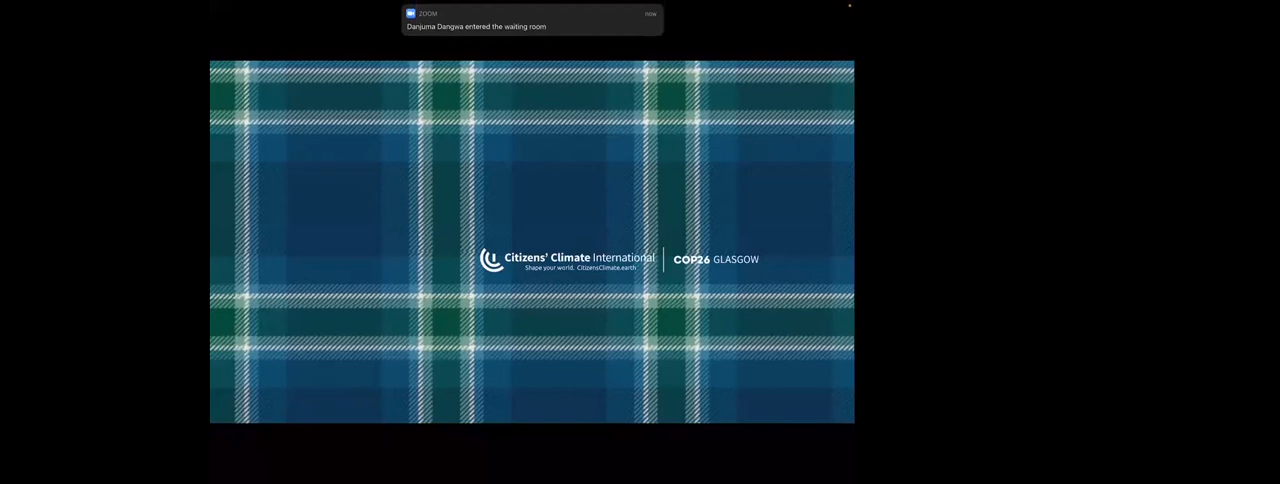 ZOOM
now
Danjuma Dangwa entered the waiting room
Citizens' Climate International
Shape your world. CitizensClimate.earth
COP26 GLASGOW